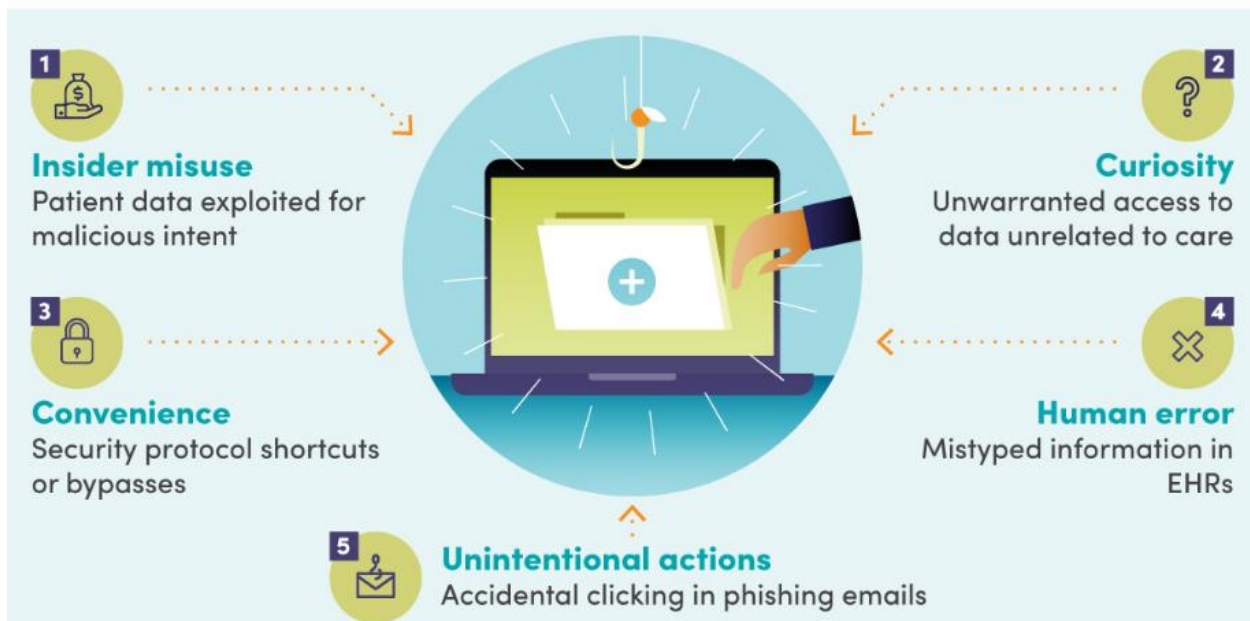 1
Insider misuse
Patient data exploited for
malicious intent
2
Curiosity
Unwarranted access to
data unrelated to care
3
Convenience
Security protocol shortcuts
or bypasses
4
Human error
Mistyped information in
EHRs
5
Unintentional actions
Accidental clicking in phishing emails